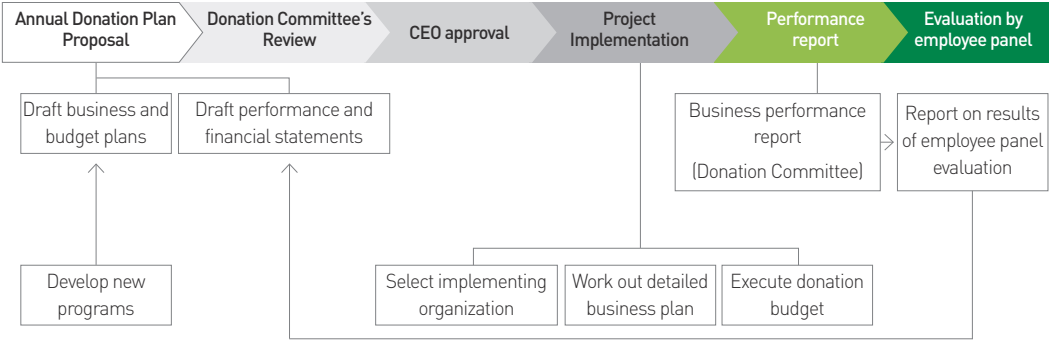 Annual Donation Plan
Proposal
Donation Committee's
Review
CEO approval
Project
Implementation
Performance
report
Evaluation by
employee panel
Draft business and
budget plans
Draft performance and
financial statements
Business performance
report
(Donation Committee)
Report on results
of employee panel
evaluation
Develop new
programs
Select implementing
organization
Work out detailed
business plan
Execute donation
budget